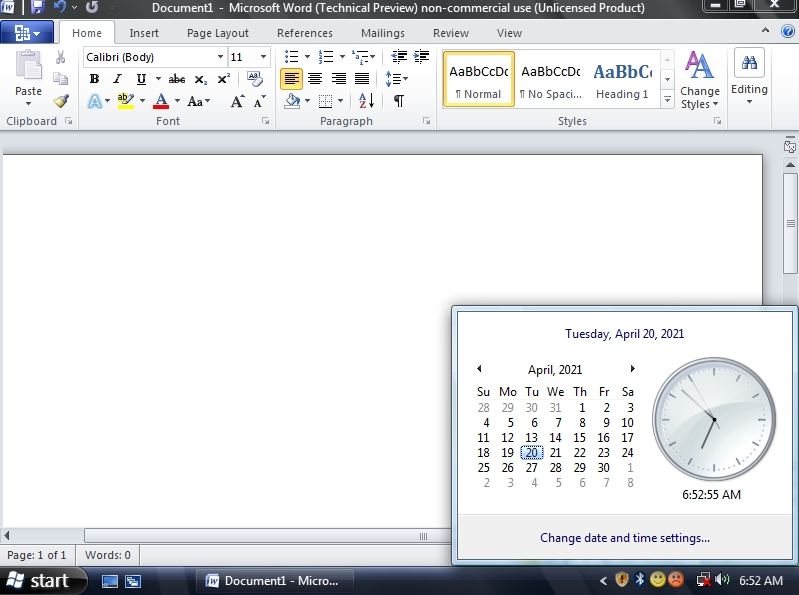 Document1 - Microsoft Word (Technical Preview) non-commercial use (Unlicensed Product)
Home Insert Page Layout References Mailings Review View
Calibri (Body) 11
Paste
B I U abc x₂ x²
A ab A Aa A A
AaBbCcDc AaBbCcDc AaBbCc
¶ Normal ¶ No Spaci... Heading 1
Change Styles
Editing
Clipboard Font Paragraph Styles
Tuesday, April 20, 2021
April, 2021
Su Mo Tu We Th Fr Sa
28 29 30 31 1 2 3
4 5 6 7 8 9 10
11 12 13 14 15 16 17
18 19 20 21 22 23 24
25 26 27 28 29 30 1
2 3 4 5 6 7 8
6:52:55 AM
Change date and time settings...
Page: 1 of 1 Words: 0
start Document1 - Micro... 6:52 AM